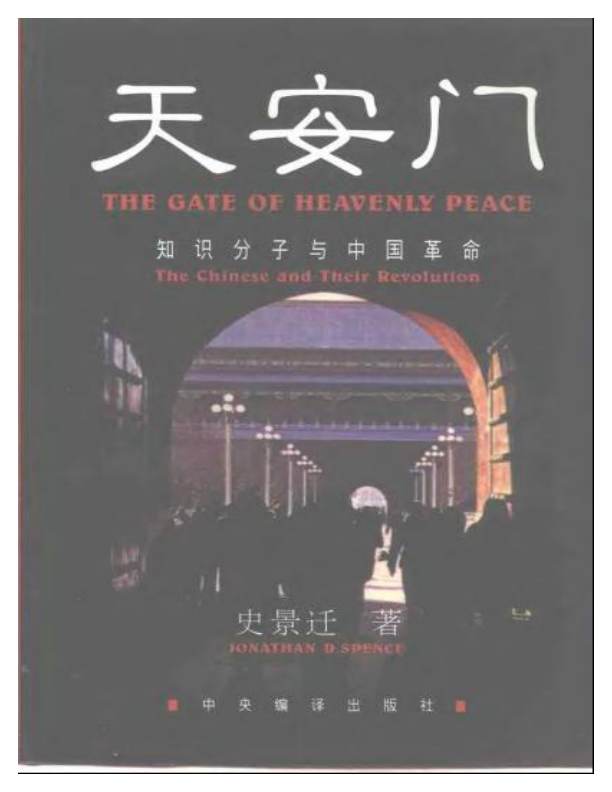 天安门
THE GATE OF HEAVENLY PEACE
知识分子与中国革命
The Chinese and Their Revolution
史景迁 著
JONATHAN D.SPENCE
中央编译出版社